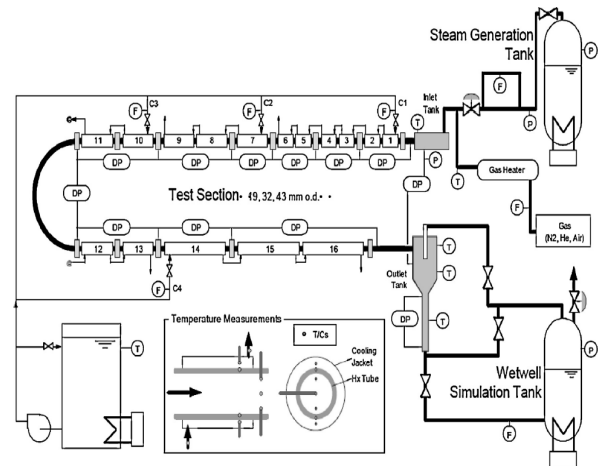 Steam Generation
Tank
P
F
P
Inlet
Tank
T
C3
C2
C1
F
F
F
11
10
9
8
7
6
5
4
3
2
1
DP
DP
DP
DP
DP
DP
P
T
Gas Heater
F
Gas
(N2, He, Air)
DP
Test Section
49, 32, 43 mm o.d.
DP
DP
DP
DP
12
13
14
15
16
F
C4
Outlet
Tank
T
T
T
DP
T
Temperature Measurements
T/Cs
Cooling
Jacket
Hx Tube
P
Wetwell
Simulation Tank
F